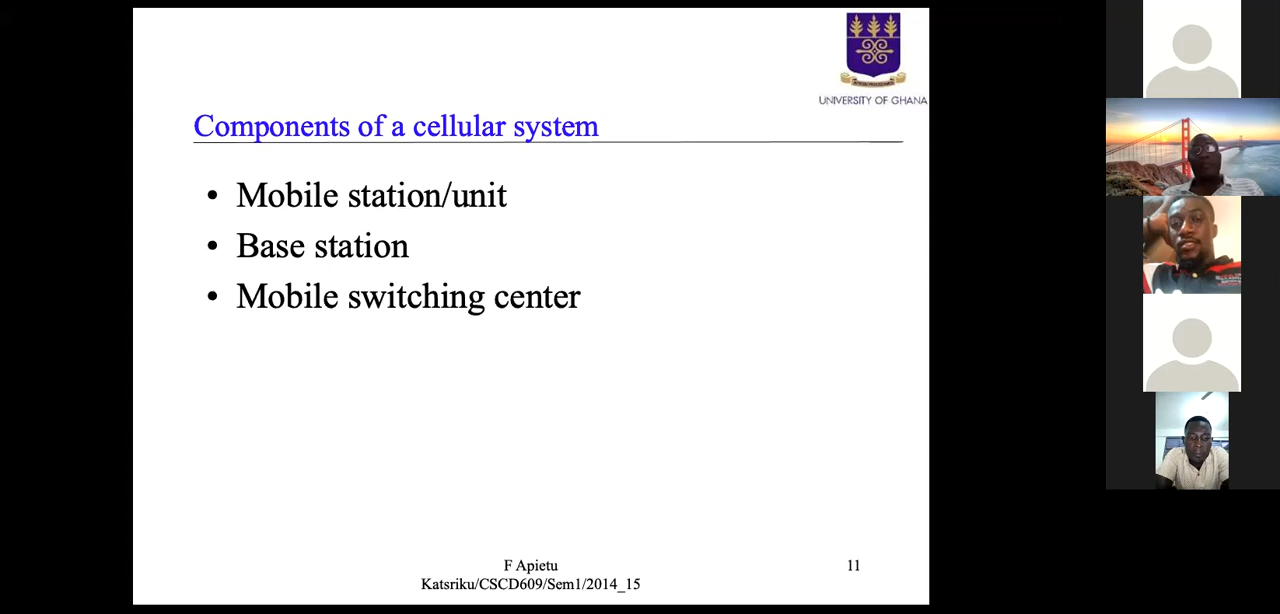 UNIVERSITY OF GHANA
Components of a cellular system
• Mobile station/unit
• Base station
• Mobile switching center
F Apietu
Katsriku/CSCD609/Sem1/2014_15
11